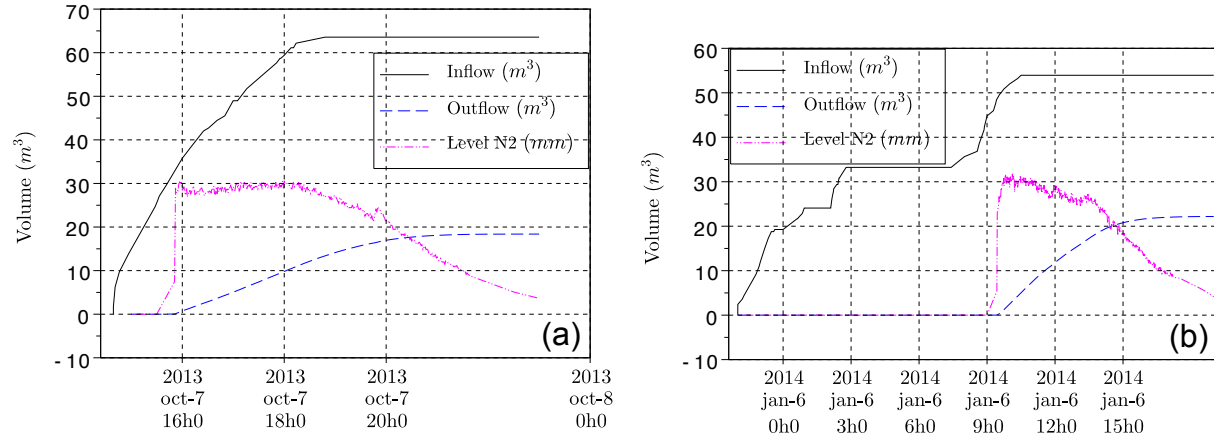 70
60
50
40
30
20
10
0
-10
Volume (m³)
Inflow (m³)
Outflow (m³)
Level N2 (mm)
(a)
2013 2013 2013 2013
oct-7 oct-7 oct-7 oct-8
16h0 18h0 20h0 0h0
60
50
40
30
20
10
0
-10
Volume (m³)
Inflow (m³)
Outflow (m³)
Level N2 (mm)
(b)
2014 2014 2014 2014 2014 2014
jan-6 jan-6 jan-6 jan-6 jan-6 jan-6
0h0 3h0 6h0 9h0 12h0 15h0